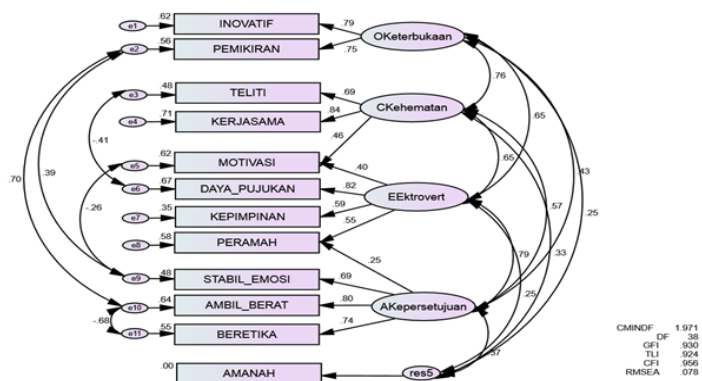 .62
e1
INOVATIF
.79
OKeterbukaan
.56
e2
PEMIKIRAN
.75
.76
.48
e3
TELITI
.69
CKehematan
.71
e4
KERJASAMA
.84
.65
.46
-.41
.62
e5
MOTIVASI
.40
.65
.43
.70
.39
.67
e6
DAYA_PUJUKAN
.82
EEktrovert
.57
.25
-.26
.35
e7
KEPIMPINAN
.59
.55
.33
.58
e8
PERAMAH
.25
.79
.25
.48
e9
STABIL_EMOSI
.69
.64
e10
AMBIL_BERAT
.80
AKepersetujuan
-.68
.55
e11
BERETIKA
.74
.00
AMANAH
res5
CMINDF 1.971
DF 38
GFI .930
TLI .924
CFI .956
RMSEA .078